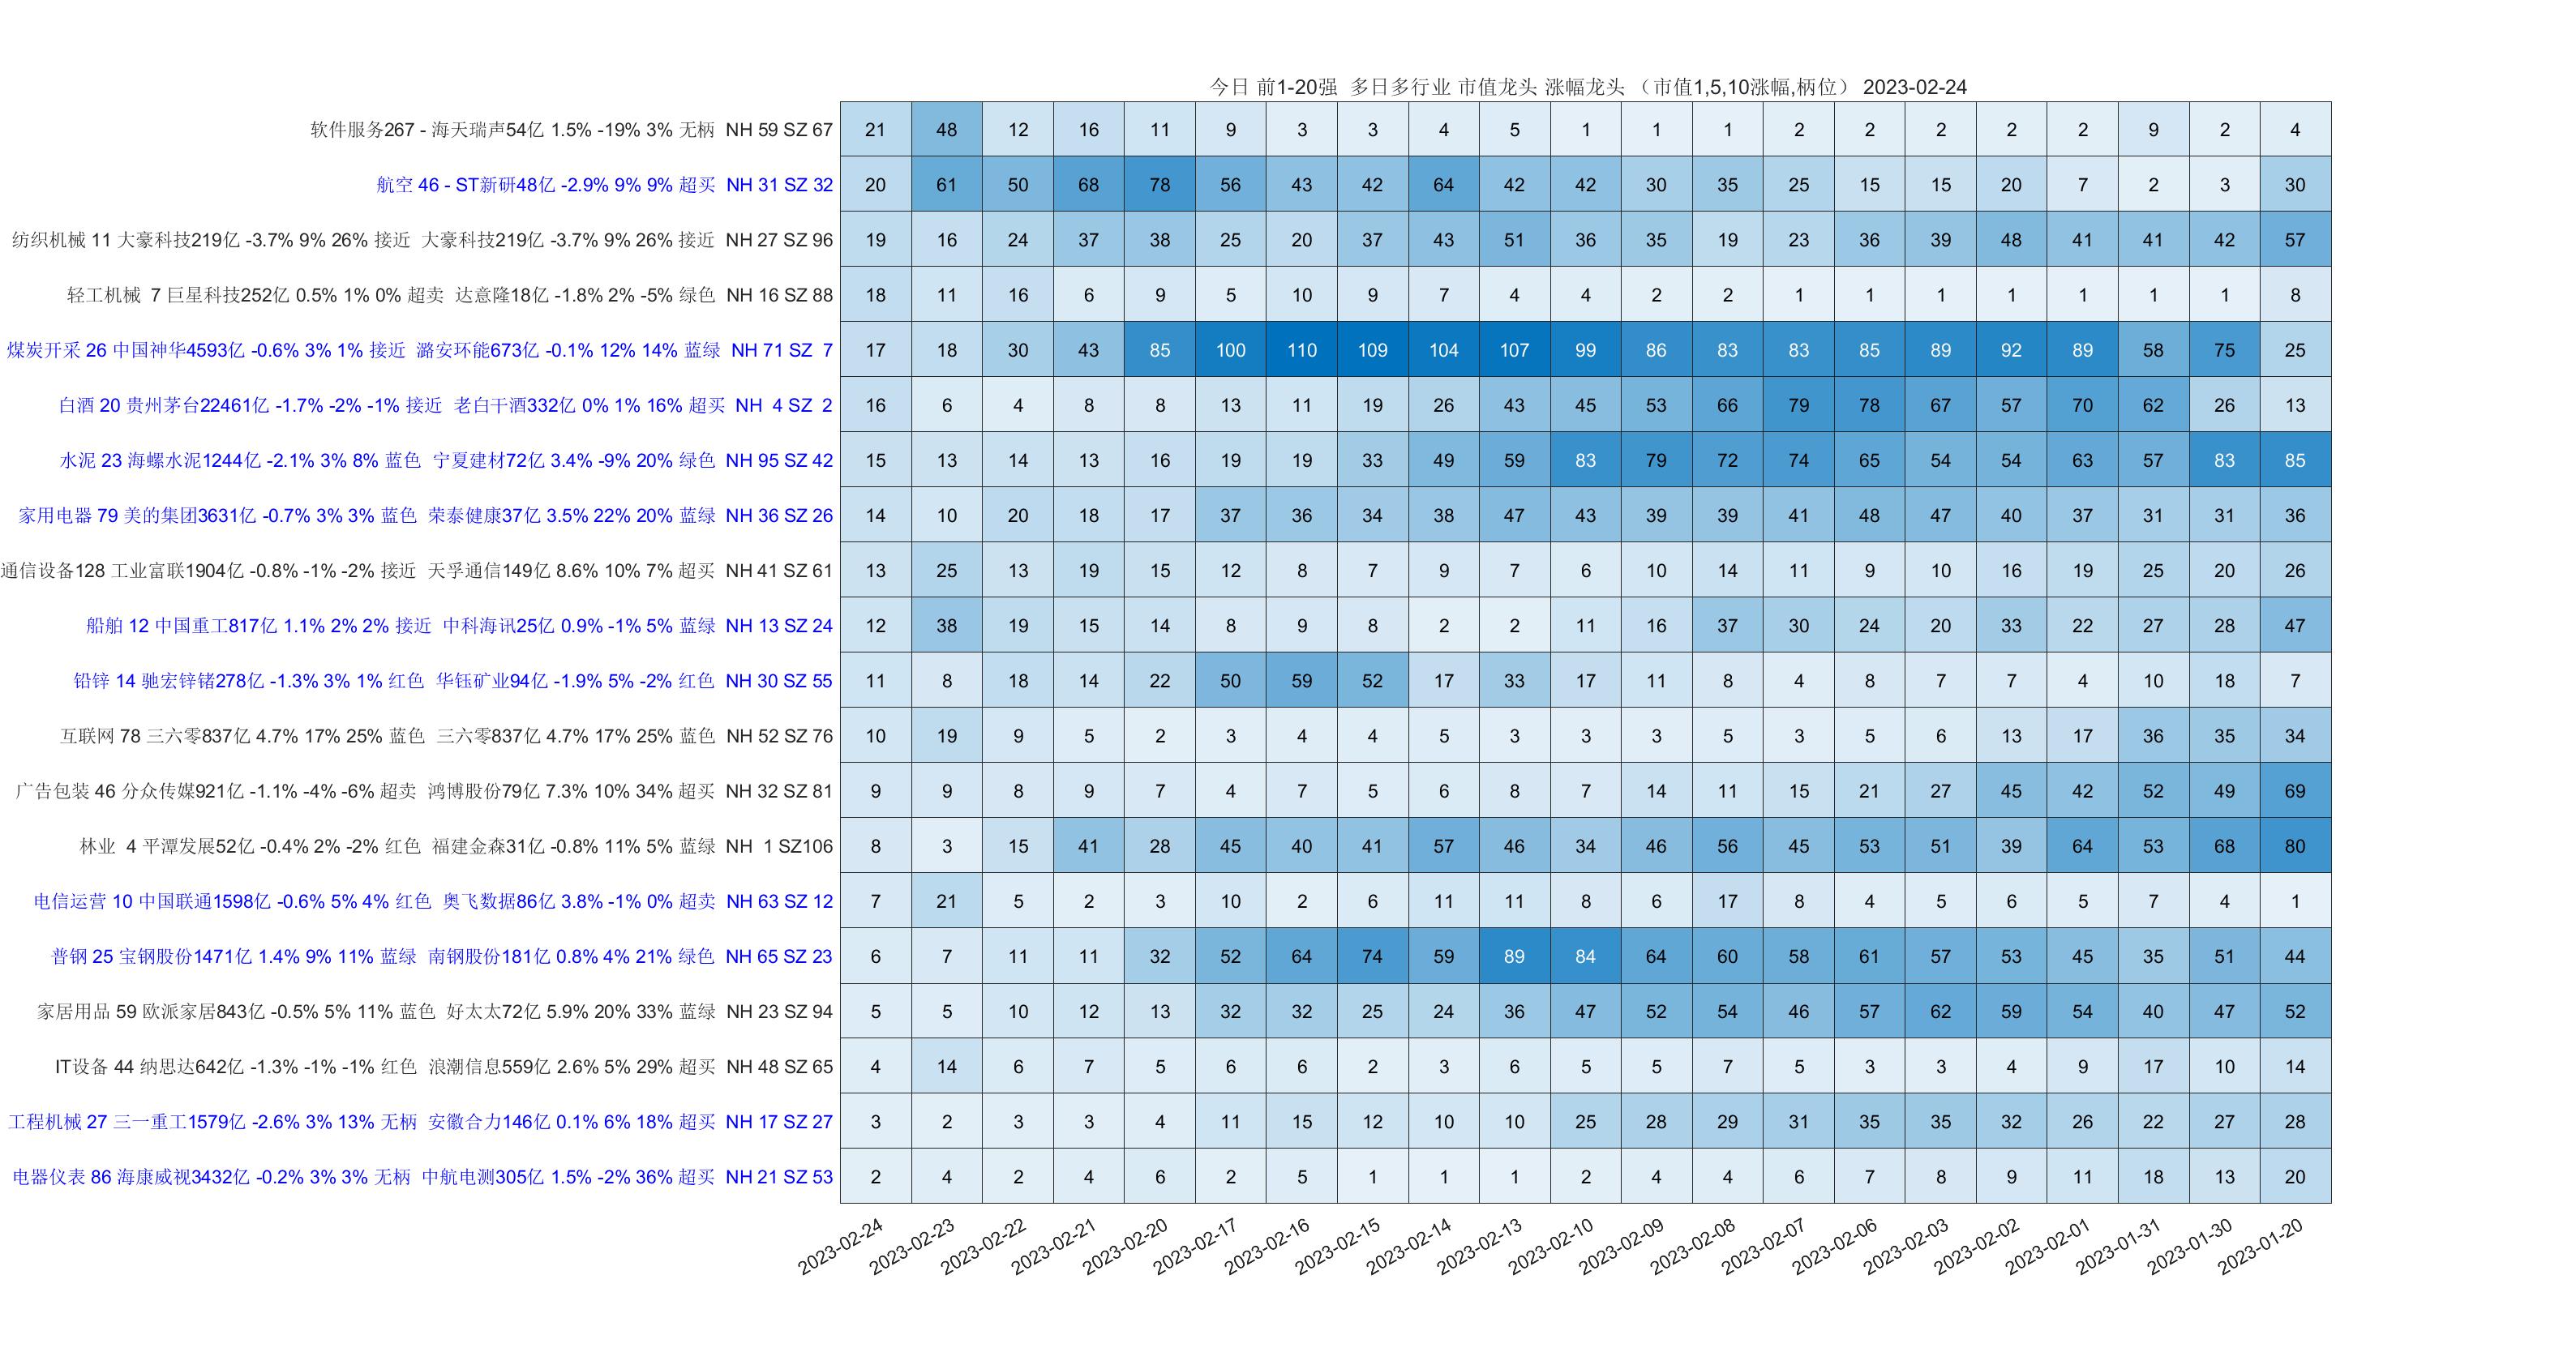 今日 前1-20强 多日多行业 市值龙头 涨幅龙头 （市值1,5,10涨幅,柄位） 2023-02-24
软件服务267 - 海天瑞声54亿 1.5% -19% 3% 无柄 NH 59 SZ 67 21 48 12 16 11 9 3 3 4 5 1 1 1 2 2 2 2 2 9 2 4
航空 46 - ST新研48亿 -2.9% 9% 9% 超买 NH 31 SZ 32 20 61 50 68 78 56 43 42 64 42 42 30 35 25 15 15 20 7 2 3 30
纺织机械 11 大豪科技219亿 -3.7% 9% 26% 接近 大豪科技219亿 -3.7% 9% 26% 接近 NH 27 SZ 96 19 16 24 37 38 25 20 37 43 51 36 35 19 23 36 39 48 41 41 42 57
轻工机械 7 巨星科技252亿 0.5% 1% 0% 超卖 达意隆18亿 -1.8% 2% -5% 绿色 NH 16 SZ 88 18 11 16 6 9 5 10 9 7 4 4 2 2 1 1 1 1 1 1 1 8
煤炭开采 26 中国神华4593亿 -0.6% 3% 1% 接近 潞安环能673亿 -0.1% 12% 14% 蓝绿 NH 71 SZ 7 17 18 30 43 85 100 110 109 104 107 99 86 83 83 85 89 92 89 58 75 25
白酒 20 贵州茅台22461亿 -1.7% -2% -1% 接近 老白干酒332亿 0% 1% 16% 超买 NH 4 SZ 2 16 6 4 8 8 13 11 19 26 43 45 53 66 79 78 67 57 70 62 26 13
水泥 23 海螺水泥1244亿 -2.1% 3% 8% 蓝色 宁夏建材72亿 3.4% -9% 20% 绿色 NH 95 SZ 42 15 13 14 13 16 19 19 33 49 59 83 79 72 74 65 54 54 63 57 83 85
家用电器 79 美的集团3631亿 -0.7% 3% 3% 蓝色 荣泰健康37亿 3.5% 22% 20% 蓝绿 NH 36 SZ 26 14 10 20 18 17 37 36 34 38 47 43 39 39 41 48 47 40 37 31 31 36
通信设备128 工业富联1904亿 -0.8% -1% -2% 接近 天孚通信149亿 8.6% 10% 7% 超买 NH 41 SZ 61 13 25 13 19 15 12 8 7 9 7 6 10 14 11 9 10 16 19 25 20 26
船舶 12 中国重工817亿 1.1% 2% 2% 接近 中科海讯25亿 0.9% -1% 5% 蓝绿 NH 13 SZ 24 12 38 19 15 14 8 9 8 2 2 11 16 37 30 24 20 33 22 27 28 47
铅锌 14 驰宏锌锗278亿 -1.3% 3% 1% 红色 华钰矿业94亿 -1.9% 5% -2% 红色 NH 30 SZ 55 11 8 18 14 22 50 59 52 17 33 17 11 8 4 8 7 7 4 10 18 7
互联网 78 三六零837亿 4.7% 17% 25% 蓝色 三六零837亿 4.7% 17% 25% 蓝色 NH 52 SZ 76 10 19 9 5 2 3 4 4 5 3 3 3 5 3 5 6 13 17 36 35 34
广告包装 46 分众传媒921亿 -1.1% -4% -6% 超卖 鸿博股份79亿 7.3% 10% 34% 超买 NH 32 SZ 81 9 9 8 9 7 4 7 5 6 8 7 14 11 15 21 27 45 42 52 49 69
林业 4 平潭发展52亿 -0.4% 2% -2% 红色 福建金森31亿 -0.8% 11% 5% 蓝绿 NH 1 SZ106 8 3 15 41 28 45 40 41 57 46 34 46 56 45 53 51 39 64 53 68 80
电信运营 10 中国联通1598亿 -0.6% 5% 4% 红色 奥飞数据86亿 3.8% -1% 0% 超卖 NH 63 SZ 12 7 21 5 2 3 10 2 6 11 11 8 6 17 8 4 5 6 5 7 4 1
普钢 25 宝钢股份1471亿 1.4% 9% 11% 蓝绿 南钢股份181亿 0.8% 4% 21% 绿色 NH 65 SZ 23 6 7 11 11 32 52 64 74 59 89 84 64 60 58 61 57 53 45 35 51 44
家居用品 59 欧派家居843亿 -0.5% 5% 11% 蓝色 好太太72亿 5.9% 20% 33% 蓝绿 NH 23 SZ 94 5 5 10 12 13 32 32 25 24 36 47 52 54 46 57 62 59 54 40 47 52
IT设备 44 纳思达642亿 -1.3% -1% -1% 红色 浪潮信息559亿 2.6% 5% 29% 超买 NH 48 SZ 65 4 14 6 7 5 6 6 2 3 6 5 5 7 5 3 3 4 9 17 10 14
工程机械 27 三一重工1579亿 -2.6% 3% 13% 无柄 安徽合力146亿 0.1% 6% 18% 超买 NH 17 SZ 27 3 2 3 3 4 11 15 12 10 10 25 28 29 31 35 35 32 26 22 27 28
电器仪表 86 海康威视3432亿 -0.2% 3% 3% 无柄 中航电测305亿 1.5% -2% 36% 超买 NH 21 SZ 53 2 4 2 4 6 2 5 1 1 1 2 4 4 6 7 8 9 11 18 13 20
2023-02-24 2023-02-23 2023-02-22 2023-02-21 2023-02-20 2023-02-17 2023-02-16 2023-02-15 2023-02-14 2023-02-13 2023-02-10 2023-02-09 2023-02-08 2023-02-07 2023-02-06 2023-02-03 2023-02-02 2023-02-01 2023-01-31 2023-01-30 2023-01-20